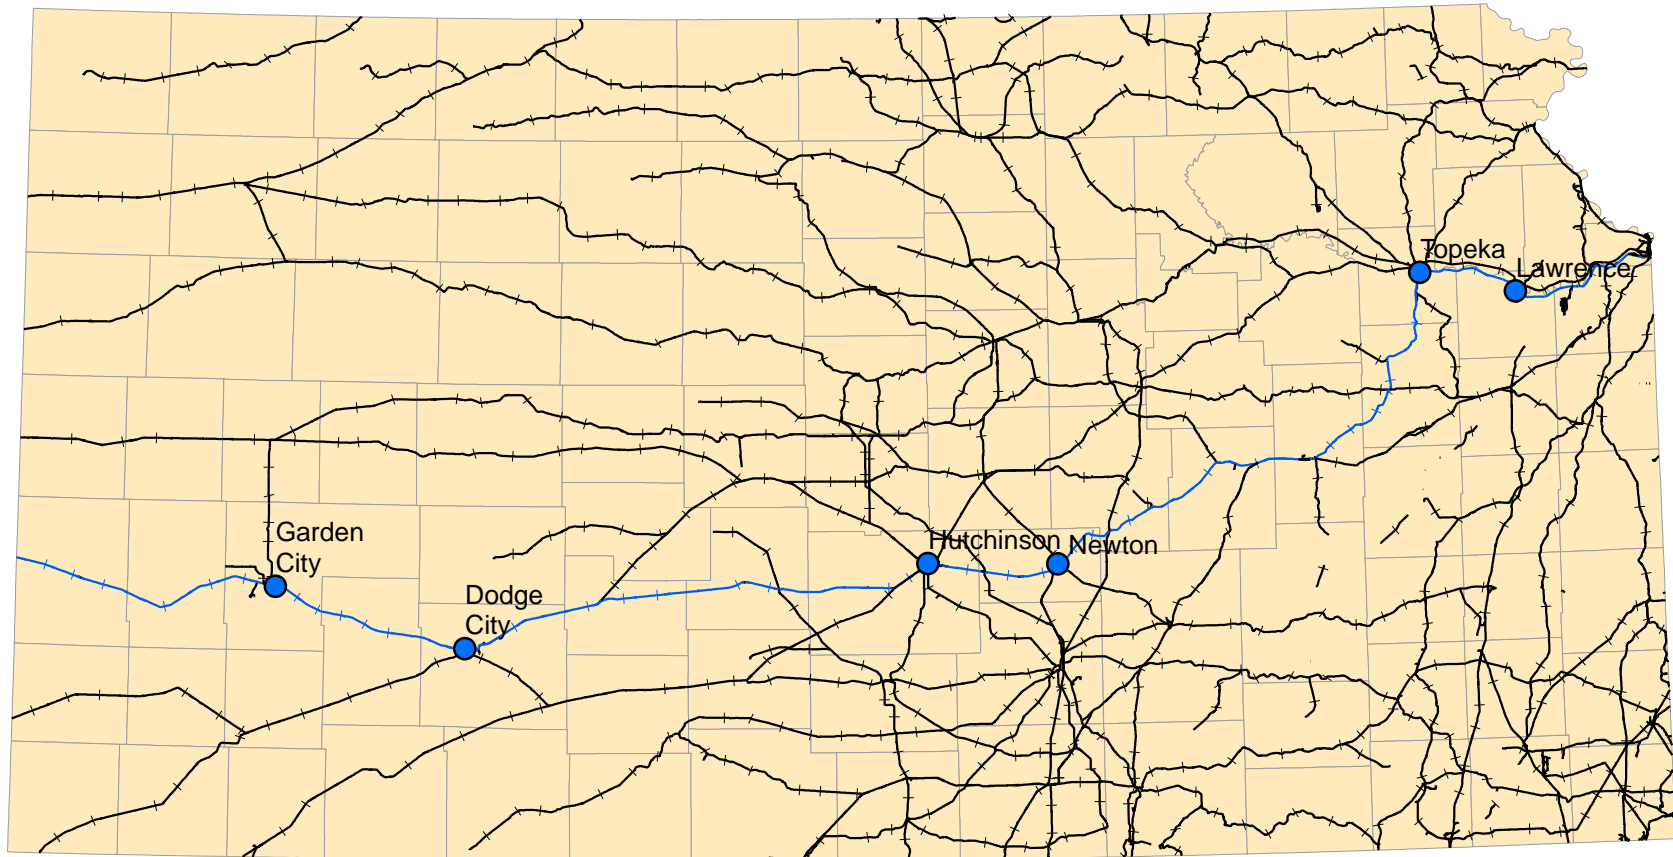 Topeka
Lawrence
Garden
City
Hutchinson
Newton
Dodge
City